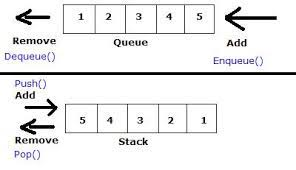 1 2 3 4 5
Remove Queue Add
Dequeue() Enqueue()
Push()
Add
5 4 3 2 1
Remove Stack
Pop()